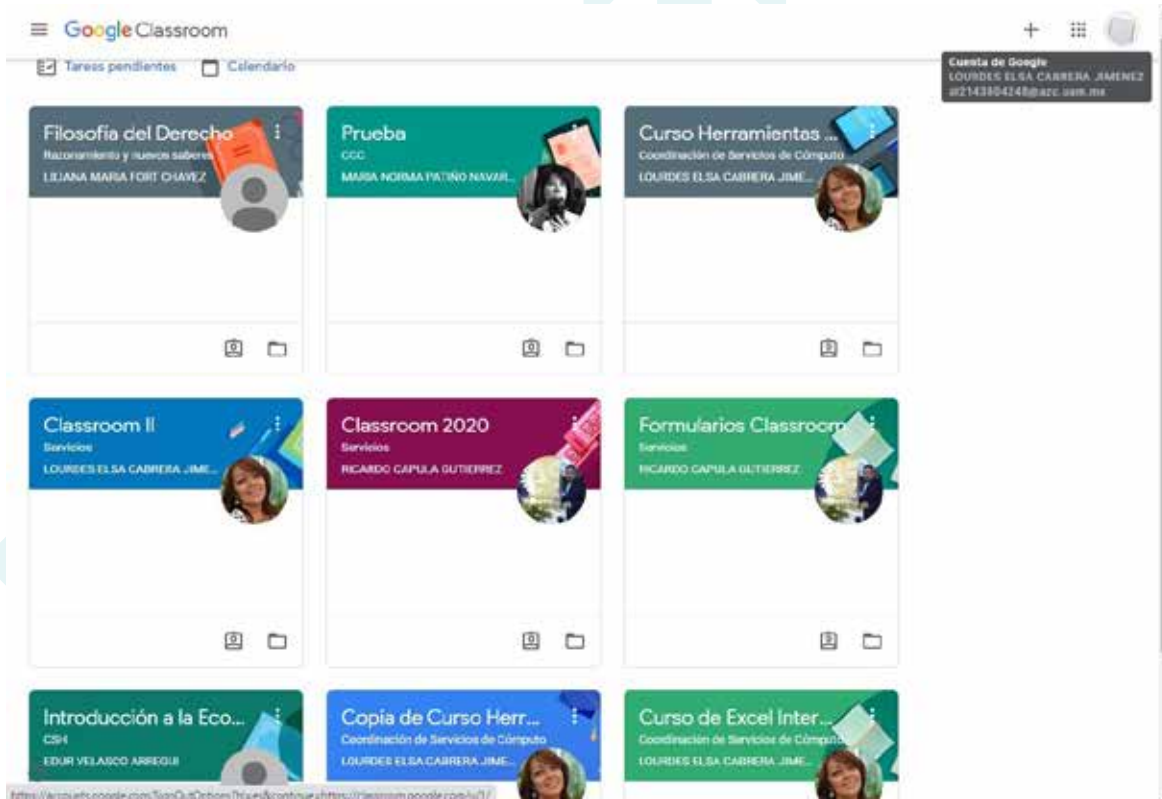 Google Classroom
Cuenta de Google
LOURDES ELSA CABRERA JIMENEZ
al2143804248@azc.uam.mx
Tareas pendientes
Calendario
Filosofía del Derecho
Razonamiento y nuevos saberes
LILIANA MARIA FORT CHAVEZ
Prueba
CCC
MARIA NORMA PATIÑO NAVAR...
Curso Herramientas ...
Coordinación de Servicios de Cómputo
LOURDES ELSA CABRERA JIME...
Classroom II
Servicios
LOURDES ELSA CABRERA JIME...
Classroom 2020
Servicios
RICARDO CAPULA GUTIERREZ
Formularios Classroom
Servicios
RICARDO CAPULA GUTIERREZ
Introducción a la Eco...
CSH
EDUR VELASCO ARREGUI
Copia de Curso Herr...
Coordinación de Servicios de Cómputo
LOURDES ELSA CABRERA JIME...
Curso de Excel Inter...
Coordinación de Servicios de Cómputo
LOURDES ELSA CABRERA JIME...